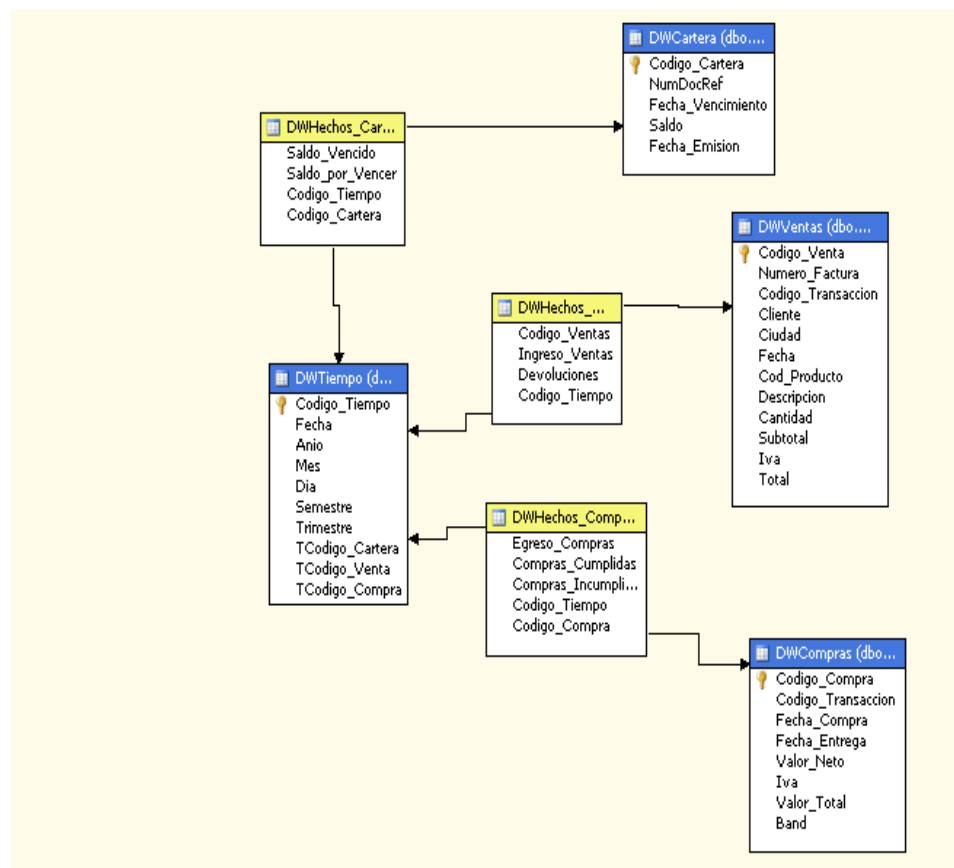 DWCartera (dbo....
Codigo_Cartera
NumDocRef
Fecha_Vencimiento
Saldo
Fecha_Emision
DWHechos_Car...
Saldo_Vencido
Saldo_por_Vencer
Codigo_Tiempo
Codigo_Cartera
DWVentas (dbo....
Codigo_Venta
Numero_Factura
Codigo_Transaccion
Cliente
Ciudad
Fecha
Cod_Producto
Descripcion
Cantidad
Subtotal
Iva
Total
DWHechos_...
Codigo_Ventas
Ingreso_Ventas
Devoluciones
Codigo_Tiempo
DWTiempo (d...
Codigo_Tiempo
Fecha
Anio
Mes
Dia
Semestre
Trimestre
TCodigo_Cartera
TCodigo_Venta
TCodigo_Compra
DWHechos_Comp...
Egreso_Compras
Compras_Cumplidas
Compras_Incumpli...
Codigo_Tiempo
Codigo_Compra
DWCompras (dbo...
Codigo_Compra
Codigo_Transaccion
Fecha_Compra
Fecha_Entrega
Valor_Neto
Iva
Valor_Total
Band